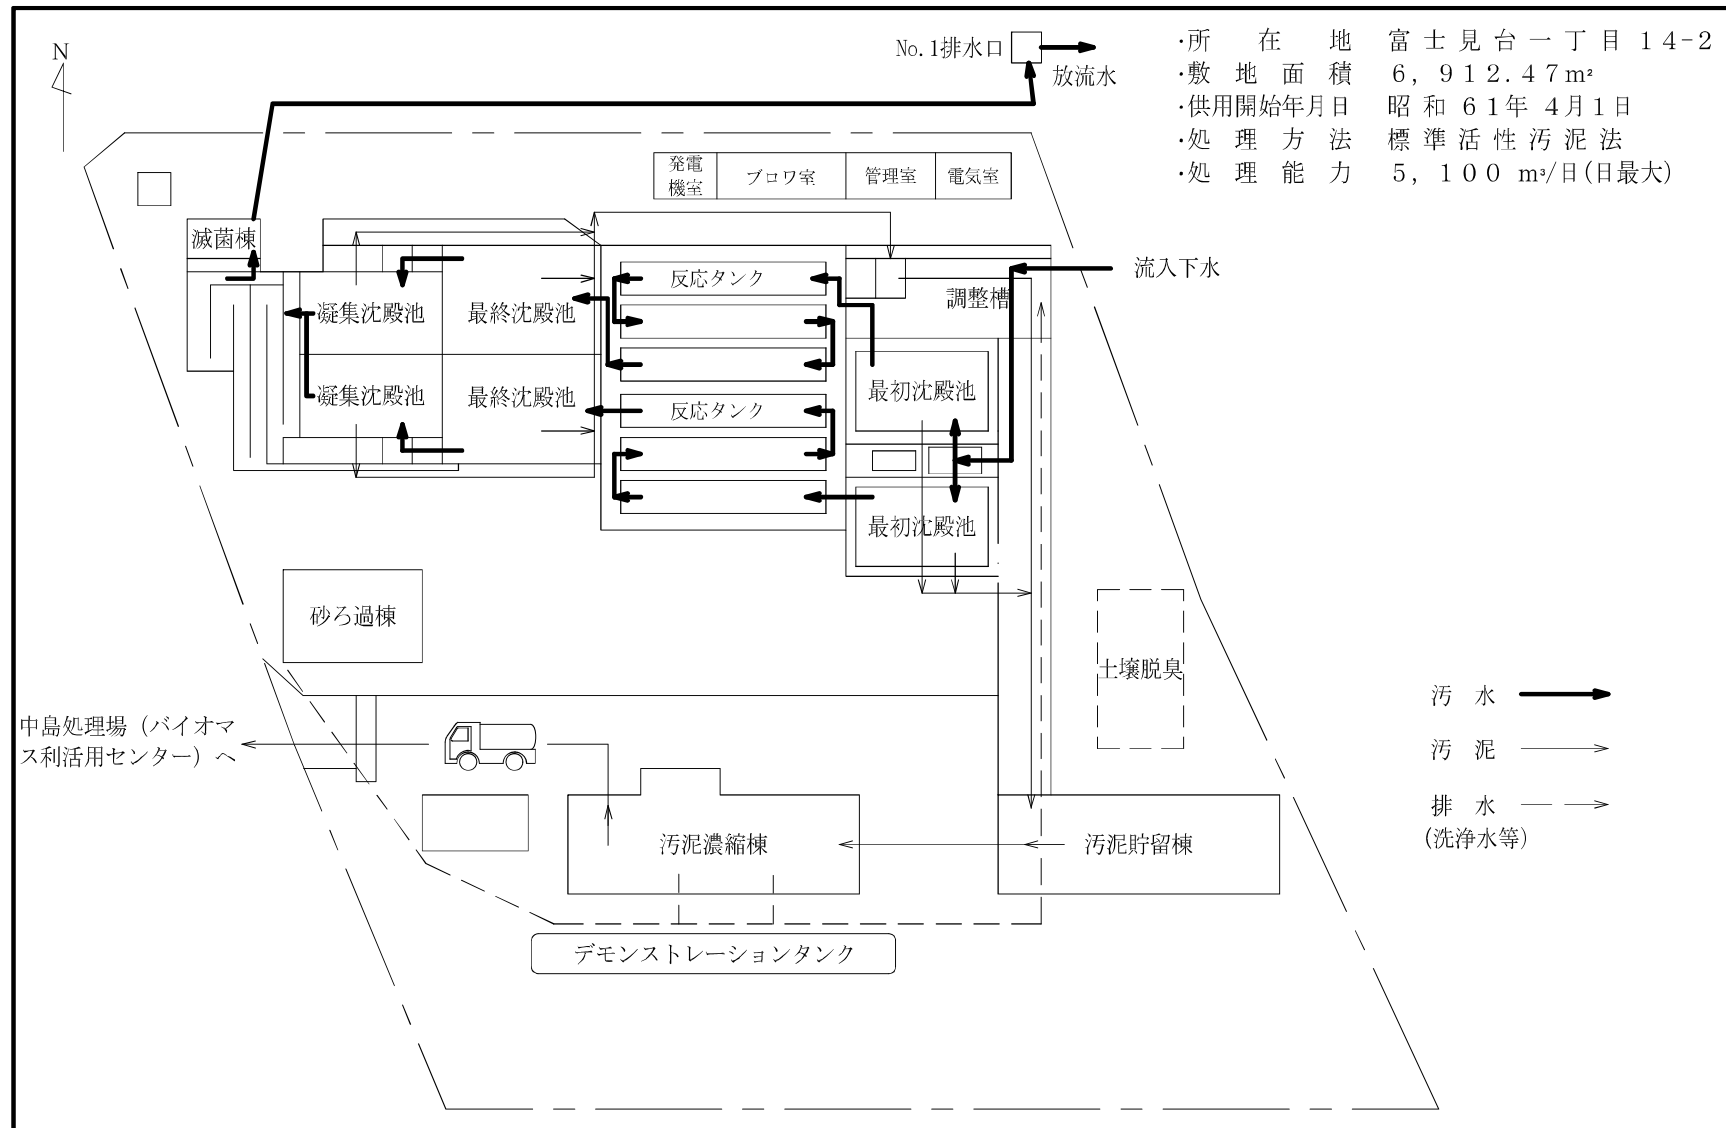 N
No.1排水口
放流水
・所在地 富士見台一丁目14-2
・敷地面積 6,912.47m²
・供用開始年月日 昭和61年4月1日
・処理方法 標準活性汚泥法
・処理能力 5,100 m³/日(日最大)
発電
機室
ブロワ室
管理室
電気室
滅菌棟
流入下水
反応タンク
調整槽
凝集沈殿池
最終沈殿池
最初沈殿池
凝集沈殿池
最終沈殿池
反応タンク
最初沈殿池
砂ろ過棟
土壌脱臭
中島処理場(バイオマ
ス利活用センター)へ
汚水
汚泥
排水
(洗浄水等)
汚泥濃縮棟
汚泥貯留棟
デモンストレーションタンク